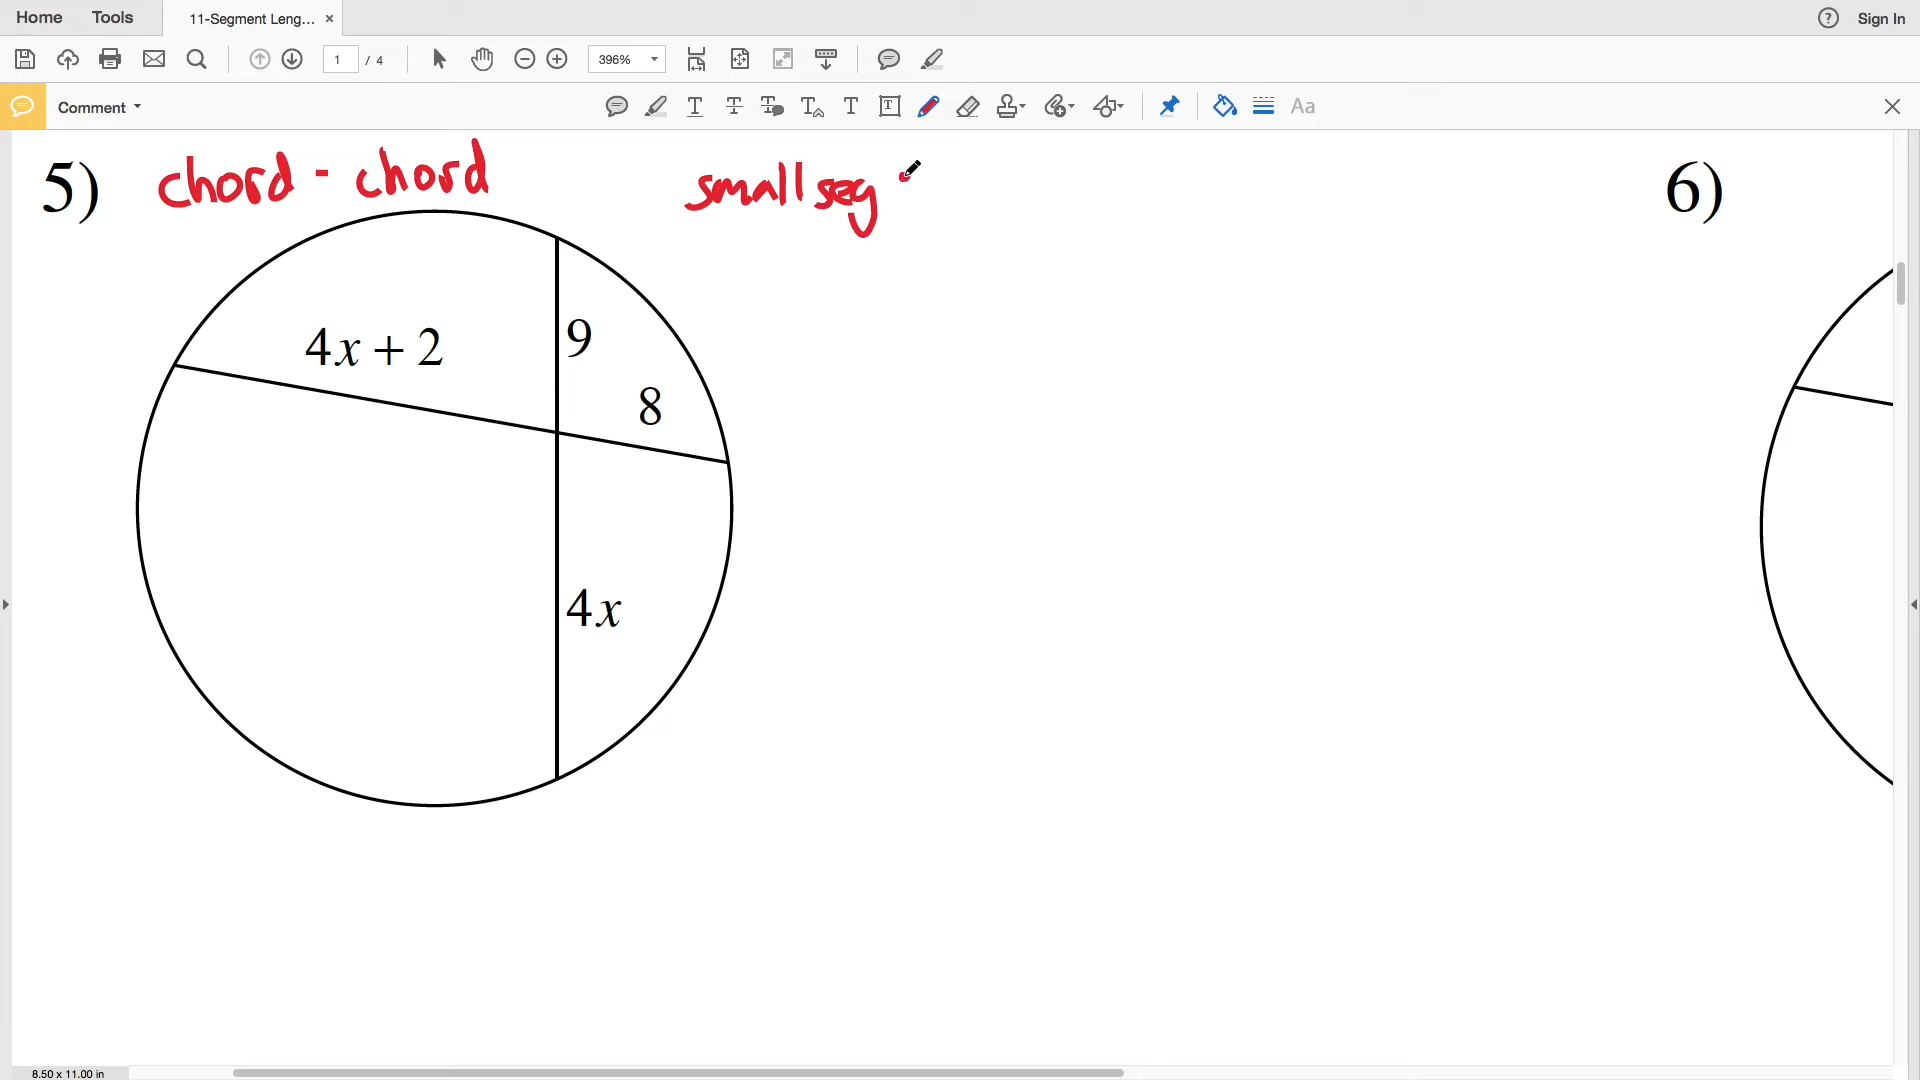 Home Tools 11-Segment Leng... × ? Sign In
1 / 4 396%
Comment Aa
5) chord - chord small seg 6)
4x + 2
9
8
4x
8.50 x 11.00 in